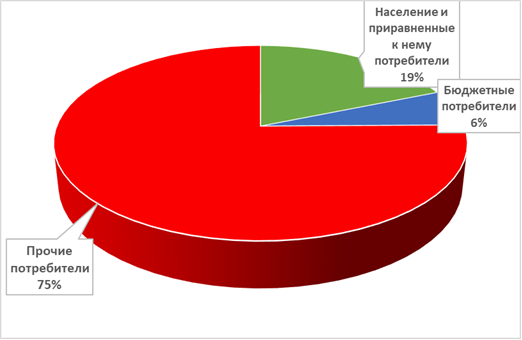 Население и
приравненные
к нему
потребители
19%
Бюджетные
потребители
6%
Прочие
потребители
75%